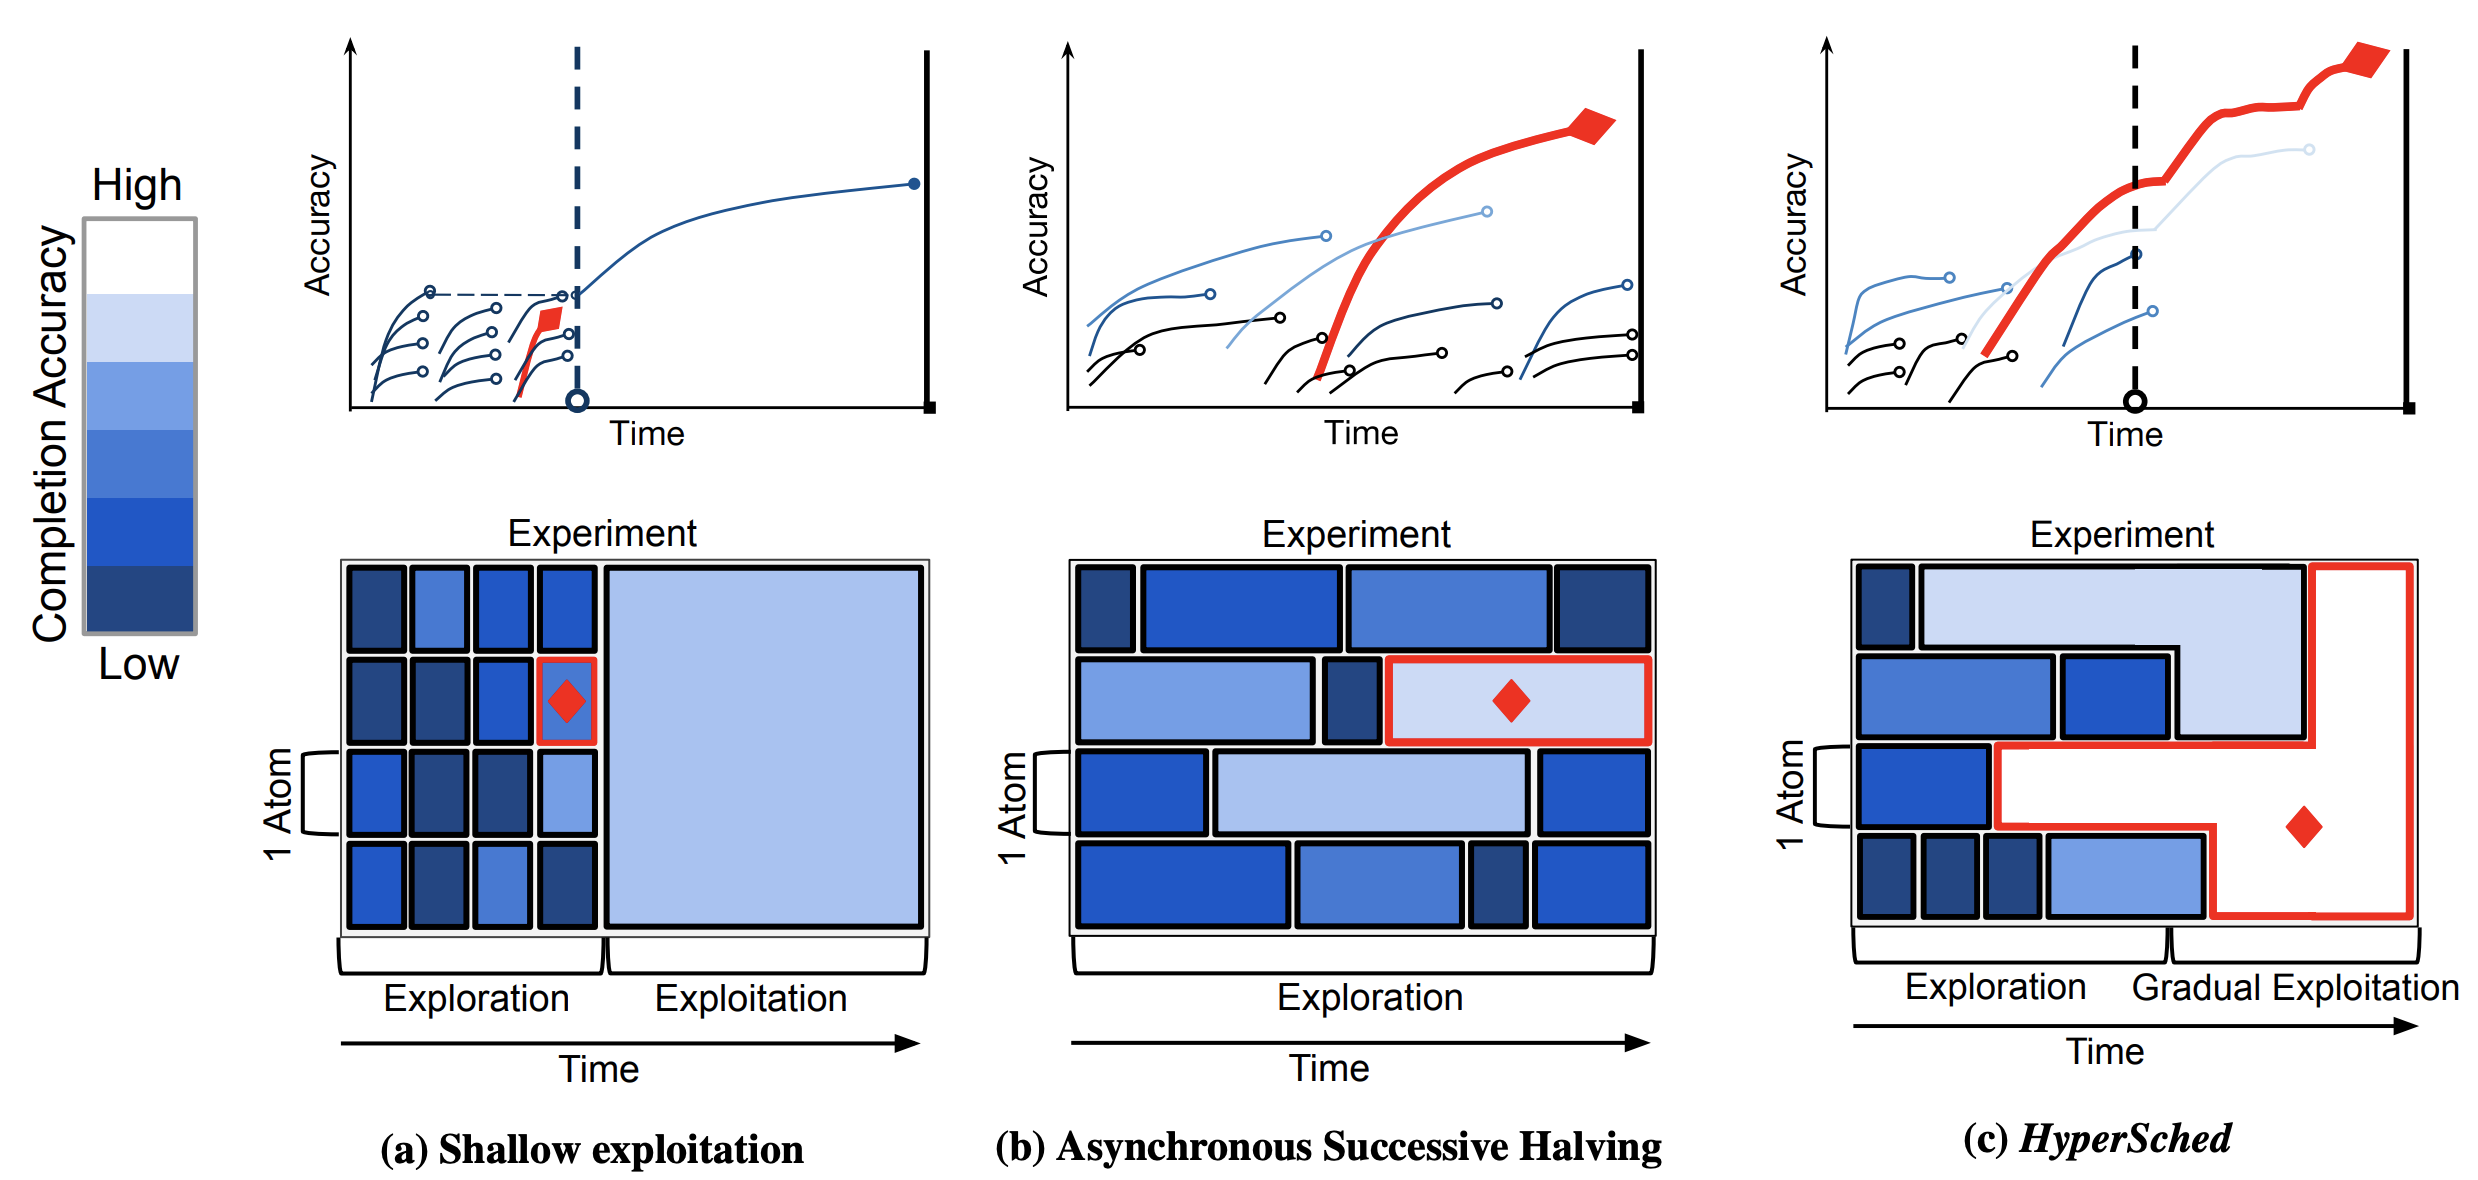 High
Completion Accuracy
Low
Accuracy
Time
Experiment
1 Atom
Exploration
Exploitation
Time
(a) Shallow exploitation
Accuracy
Time
Experiment
1 Atom
Exploration
Time
(b) Asynchronous Successive Halving
Accuracy
Time
Experiment
1 Atom
Exploration
Gradual Exploitation
Time
(c) HyperSched